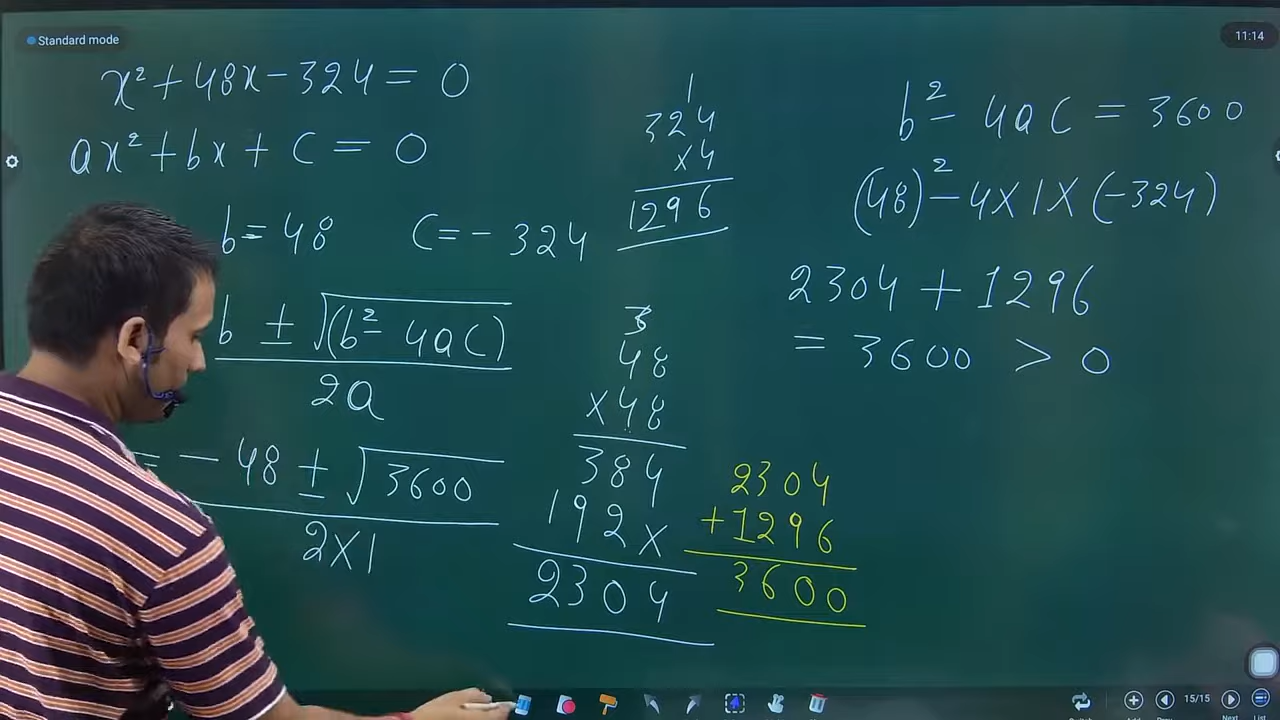 Standard mode
11:14
x² + 48x - 324 = 0
ax² + bx + c = 0
b = 48 c = - 324
b ± √(b² - 4ac)
2a
= - 48 ± √3600
2×1
1
324
×4
1296
3
48
×48
384
192×
2304
2304
+1296
3600
b² - 4ac = 3600
(48)² - 4×1×(-324)
2304 + 1296
= 3600 > 0
15/15